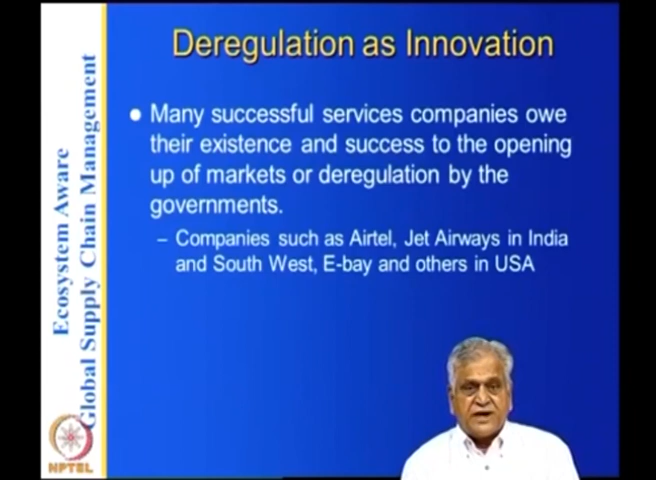 Deregulation as Innovation
Many successful services companies owe
their existence and success to the opening
up of markets or deregulation by the
governments.
– Companies such as Airtel, Jet Airways in India
and South West, E-bay and others in USA
Ecosystem Aware
Global Supply Chain Management
NPTEL